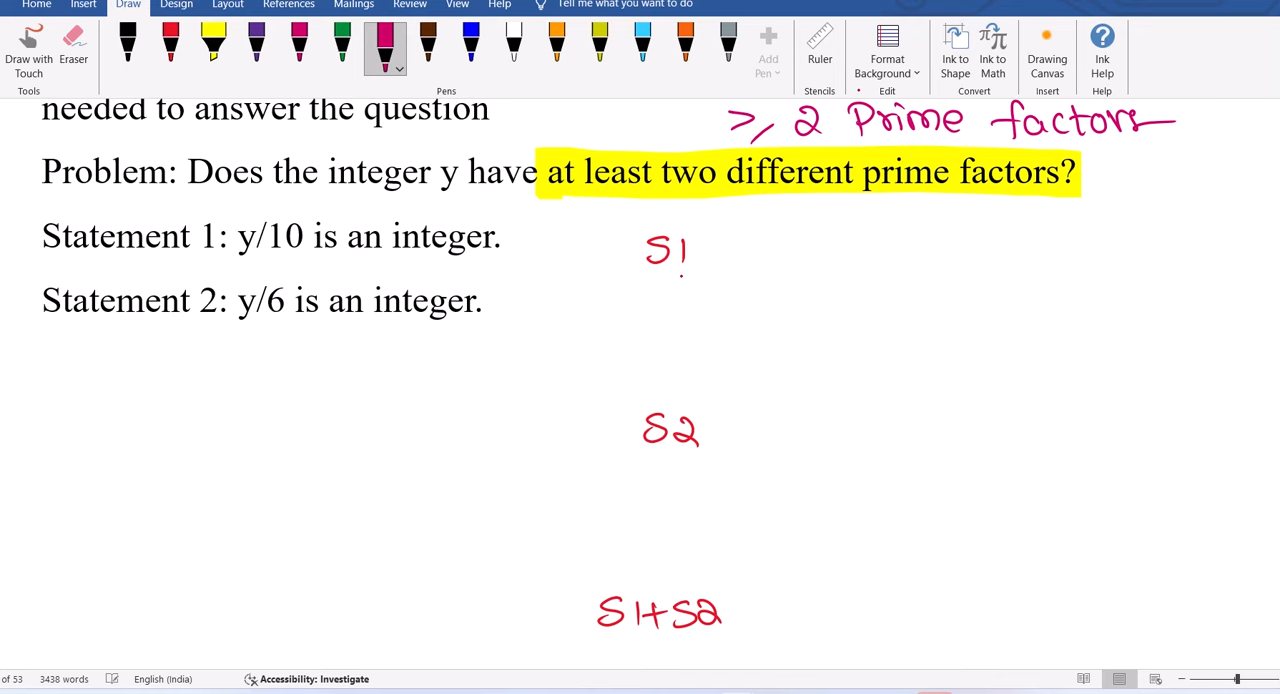 Home Insert Draw Design Layout References Mailings Review View Help Tell me what you want to do
Draw with Touch
Eraser
Add Pen
Ruler
Format Background
Ink to Shape
Ink to Math
Drawing Canvas
Ink Help
Tools Pens Stencils Edit Convert Insert Help
needed to answer the question
≥ 2 Prime factors
Problem: Does the integer y have at least two different prime factors?
Statement 1: y/10 is an integer.
S1
Statement 2: y/6 is an integer.
S2
S1+S2
of 53 3438 words English (India) Accessibility: Investigate